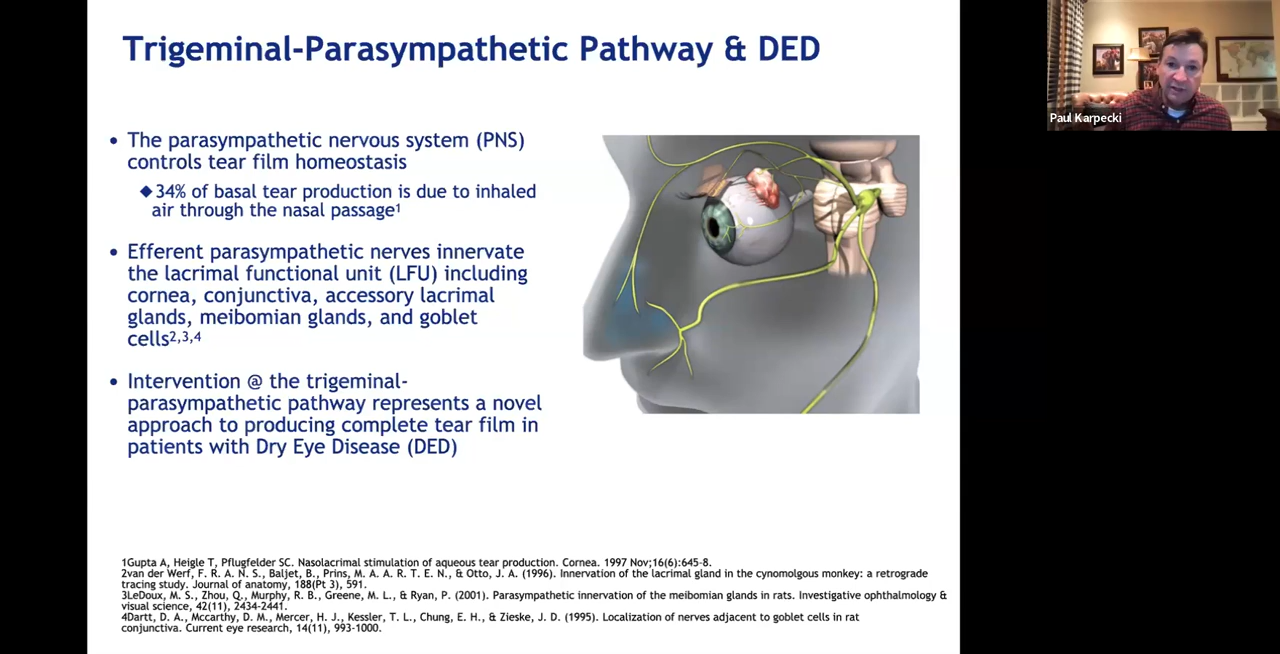 Trigeminal-Parasympathetic Pathway & DED
Paul Karpecki
• The parasympathetic nervous system (PNS)
controls tear film homeostasis
◆34% of basal tear production is due to inhaled
air through the nasal passage1
• Efferent parasympathetic nerves innervate
the lacrimal functional unit (LFU) including
cornea, conjunctiva, accessory lacrimal
glands, meibomian glands, and goblet
cells2,3,4
• Intervention @ the trigeminal-
parasympathetic pathway represents a novel
approach to producing complete tear film in
patients with Dry Eye Disease (DED)
1Gupta A, Heigle T, Pflugfelder SC. Nasolacrimal stimulation of aqueous tear production. Cornea. 1997 Nov;16(6):645-8.
2van der Werf, F. R. A. N. S., Baljet, B., Prins, M. A. A. R. T. E. N., & Otto, J. A. (1996). Innervation of the lacrimal gland in the cynomolgous monkey: a retrograde
tracing study. Journal of anatomy, 188(Pt 3), 591.
3LeDoux, M. S., Zhou, Q., Murphy, R. B., Greene, M. L., & Ryan, P. (2001). Parasympathetic innervation of the meibomian glands in rats. Investigative ophthalmology &
visual science, 42(11), 2434-2441.
4Dartt, D. A., Mccarthy, D. M., Mercer, H. J., Kessler, T. L., Chung, E. H., & Zieske, J. D. (1995). Localization of nerves adjacent to goblet cells in rat
conjunctiva. Current eye research, 14(11), 993-1000.